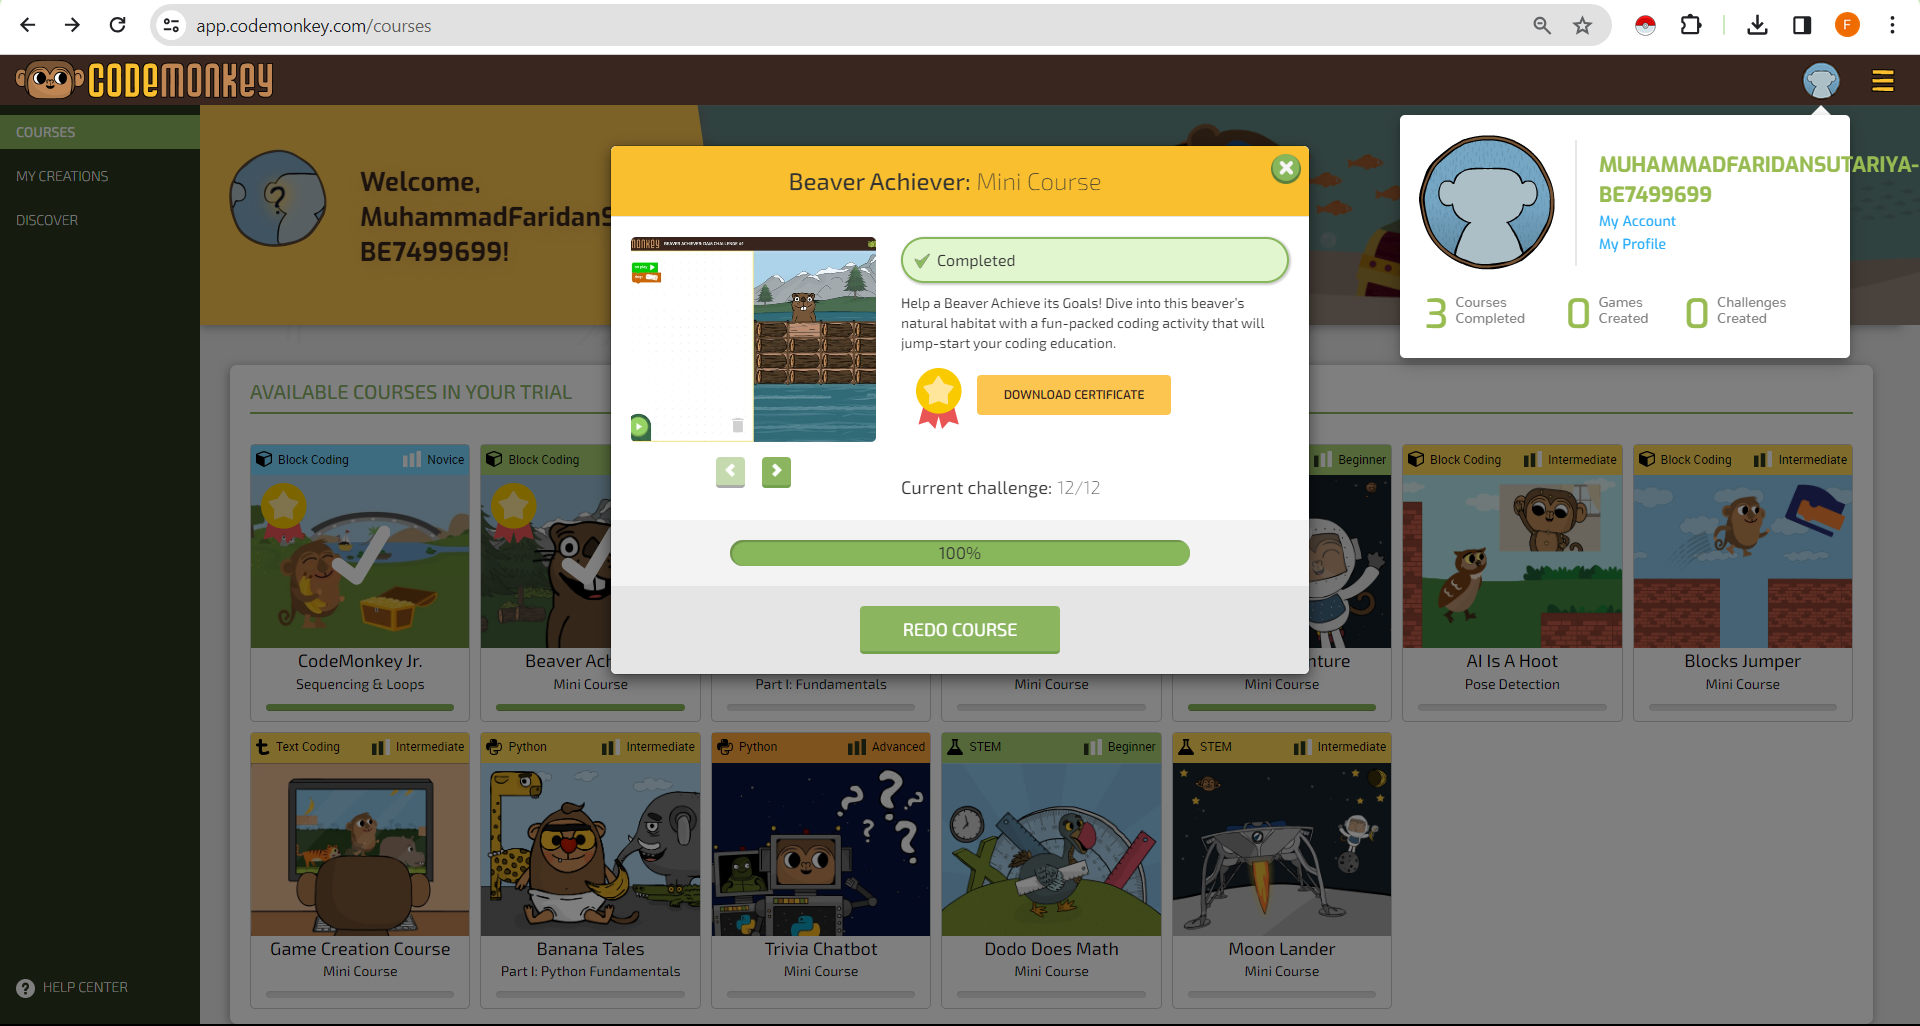 app.codemonkey.com/courses
F
CODEMONKEY
COURSES
MY CREATIONS
DISCOVER
HELP CENTER
Welcome,
MuhammadFaridanS
BE7499699!
MUHAMMADFARIDANSUTARIYA-
BE7499699
My Account
My Profile
3 Courses Completed
0 Games Created
0 Challenges Created
Beaver Achiever: Mini Course
MONKEY BEAVER ACHIEVER: DAM CHALLENGE #1
Completed
Help a Beaver Achieve its Goals! Dive into this beaver's
natural habitat with a fun-packed coding activity that will
jump-start your coding education.
DOWNLOAD CERTIFICATE
Current challenge: 12/12
100%
REDO COURSE
AVAILABLE COURSES IN YOUR TRIAL
Block Coding Novice
CodeMonkey Jr.
Sequencing & Loops
Block Coding
Beaver Ach
Mini Course
Part I: Fundamentals
Mini Course
Beginner
nture
Mini Course
Block Coding Intermediate
AI Is A Hoot
Pose Detection
Block Coding Intermediate
Blocks Jumper
Mini Course
Text Coding Intermediate
Game Creation Course
Mini Course
Python Intermediate
Banana Tales
Part I: Python Fundamentals
Python Advanced
Trivia Chatbot
Mini Course
STEM Beginner
Dodo Does Math
Mini Course
STEM Intermediate
Moon Lander
Mini Course